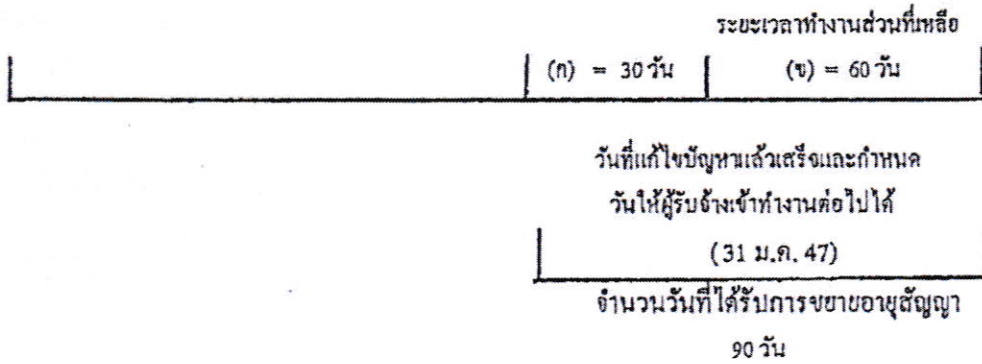 ระยะเวลาทำงานส่วนที่เหลือ
(ก) = 30 วัน (ข) = 60 วัน
วันที่แก้ไขปัญหาแล้วเสร็จและกำหนด
วันให้ผู้รับจ้างเข้าทำงานต่อไปได้
(31 ม.ค. 47)
จำนวนวันที่ได้รับการขยายอายุสัญญา
90 วัน